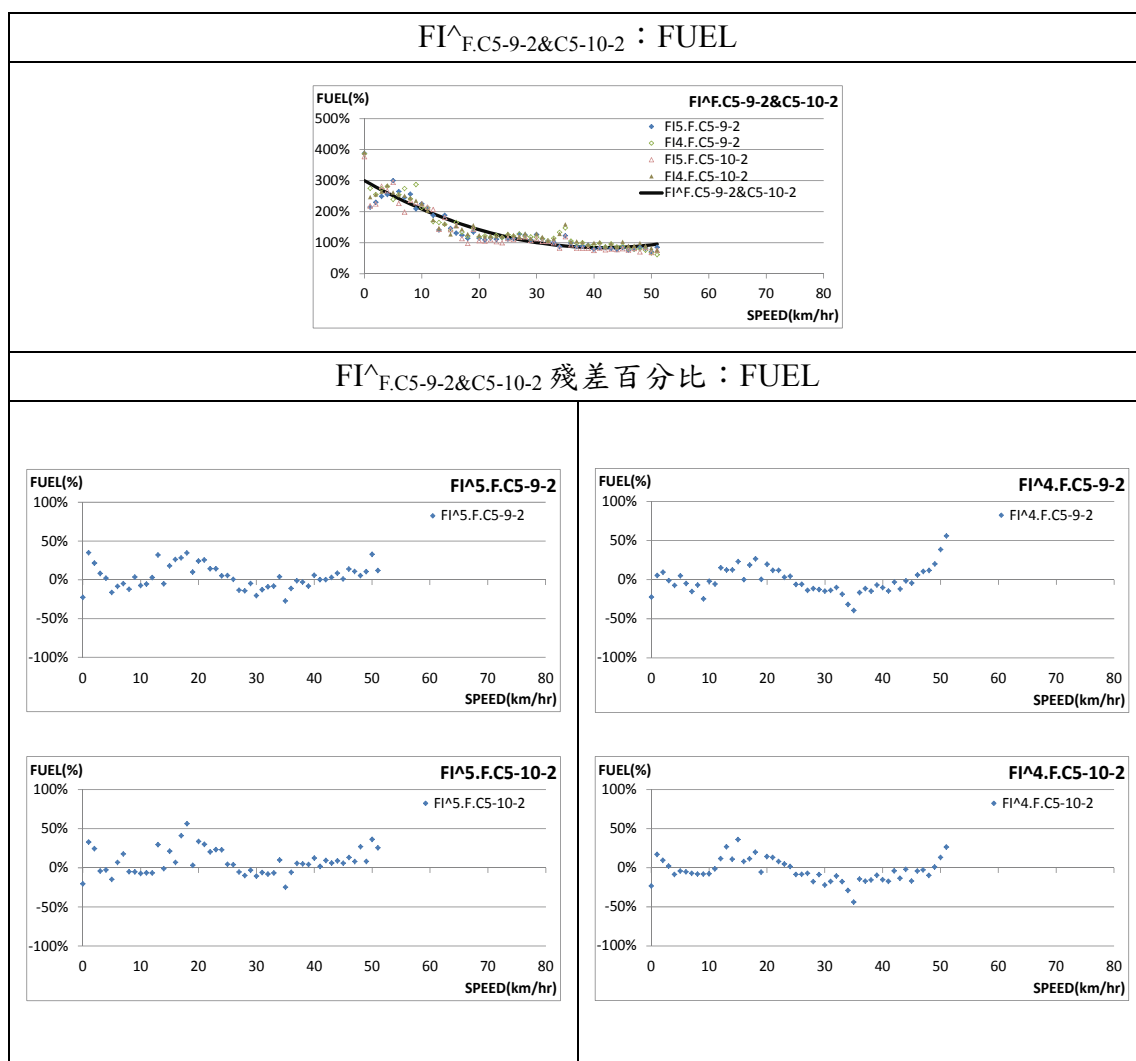 FI^F.C5-9-2&C5-10-2：FUEL
FUEL(%)
FI^F.C5-9-2&C5-10-2
500%
400%
300%
200%
100%
0%
FI5.F.C5-9-2
FI4.F.C5-9-2
FI5.F.C5-10-2
FI4.F.C5-10-2
FI^F.C5-9-2&C5-10-2
0 10 20 30 40 50 60 70 80
SPEED(km/hr)
FI^F.C5-9-2&C5-10-2 殘差百分比：FUEL
FUEL(%)
FI^5.F.C5-9-2
100%
50%
0%
-50%
-100%
FI^5.F.C5-9-2
0 10 20 30 40 50 60 70 80
SPEED(km/hr)
FUEL(%)
FI^4.F.C5-9-2
100%
50%
0%
-50%
-100%
FI^4.F.C5-9-2
0 10 20 30 40 50 60 70 80
SPEED(km/hr)
FUEL(%)
FI^5.F.C5-10-2
100%
50%
0%
-50%
-100%
FI^5.F.C5-10-2
0 10 20 30 40 50 60 70 80
SPEED(km/hr)
FUEL(%)
FI^4.F.C5-10-2
100%
50%
0%
-50%
-100%
FI^4.F.C5-10-2
0 10 20 30 40 50 60 70 80
SPEED(km/hr)